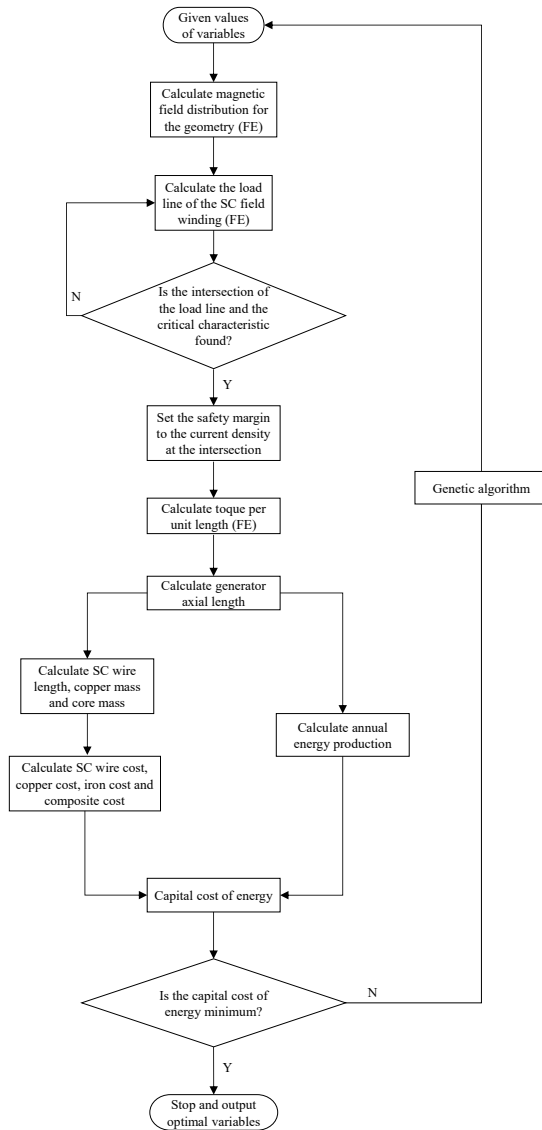 Given values
of variables
Calculate magnetic
field distribution for
the geometry (FE)
Calculate the load
line of the SC field
winding (FE)
N
Is the intersection of
the load line and the
critical characteristic
found?
Y
Set the safety margin
to the current density
at the intersection
Genetic algorithm
Calculate toque per
unit length (FE)
Calculate generator
axial length
Calculate SC wire
length, copper mass
and core mass
Calculate annual
energy production
Calculate SC wire cost,
copper cost, iron cost and
composite cost
Capital cost of energy
Is the capital cost of
energy minimum?
N
Y
Stop and output
optimal variables